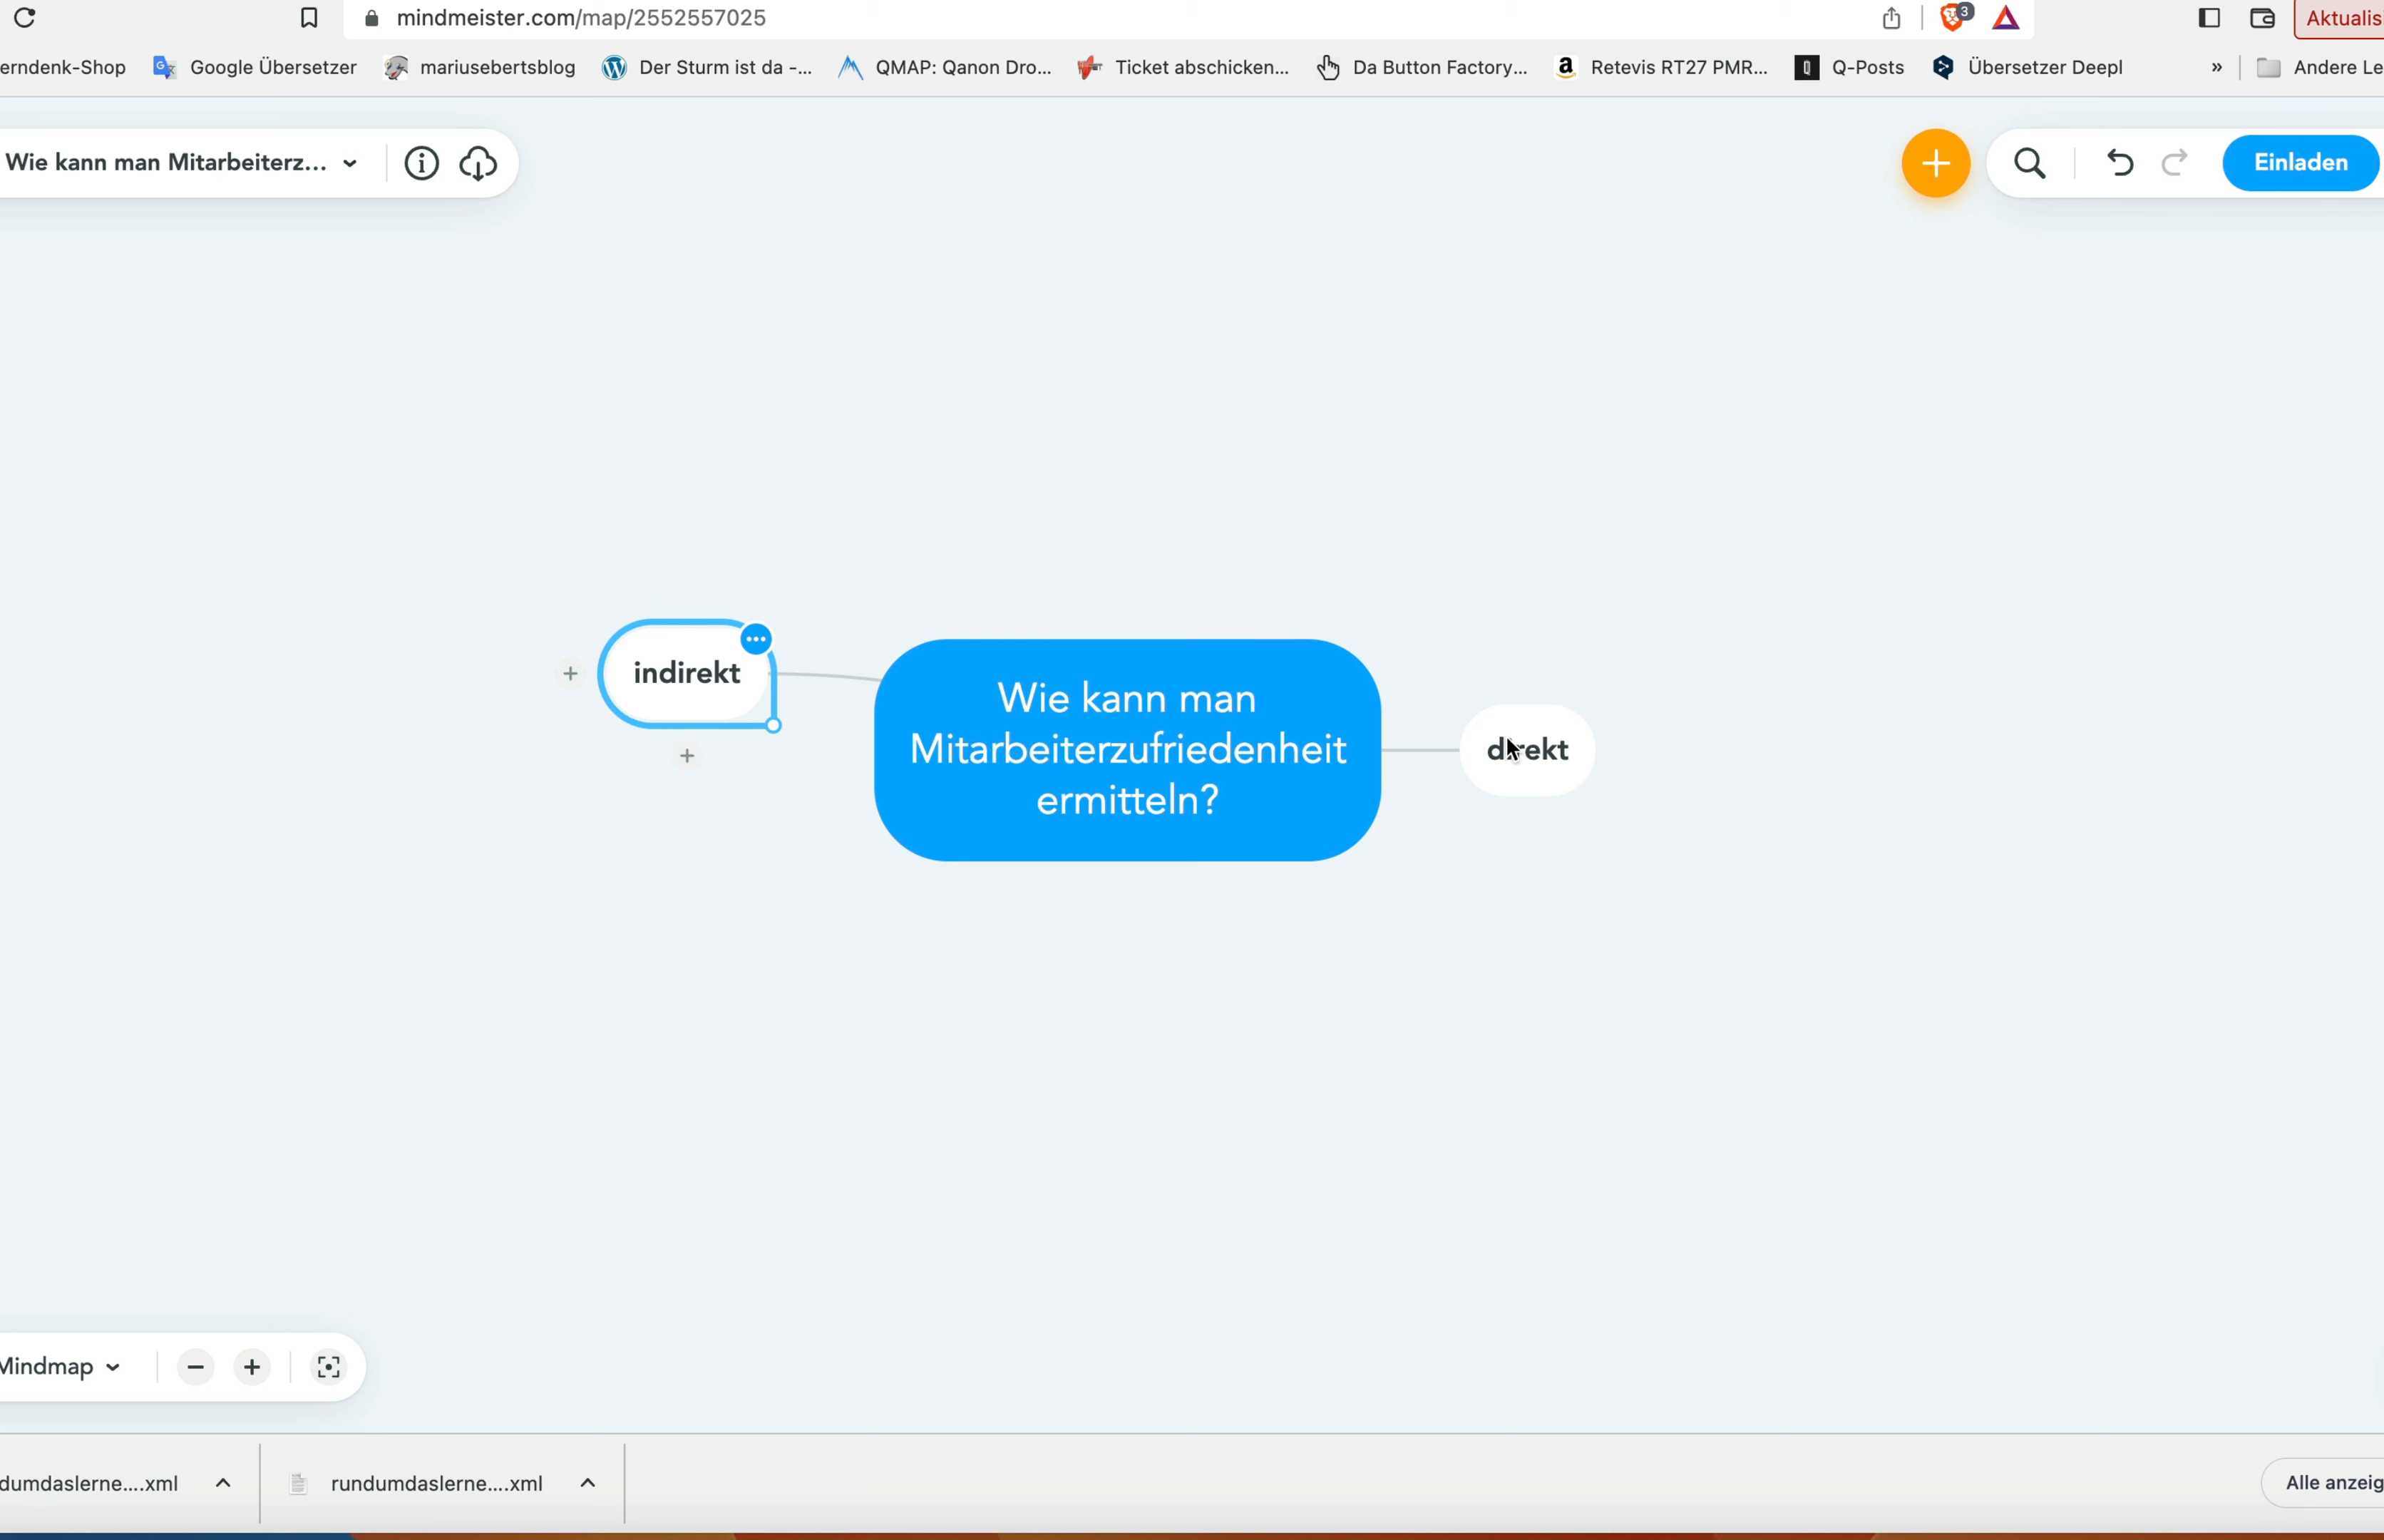 mindmeister.com/map/2552557025
3
Aktualis
erndenk-Shop Google Übersetzer mariusebertsblog Der Sturm ist da -... QMAP: Qanon Dro... Ticket abschicken... Da Button Factory... Retevis RT27 PMR... Q-Posts Übersetzer Deepl » Andere Le
Wie kann man Mitarbeiterz...
Einladen
indirekt
Wie kann man
Mitarbeiterzufriedenheit
ermitteln?
direkt
Mindmap
dumdaslerne....xml rundumdaslerne....xml
Alle anzeig